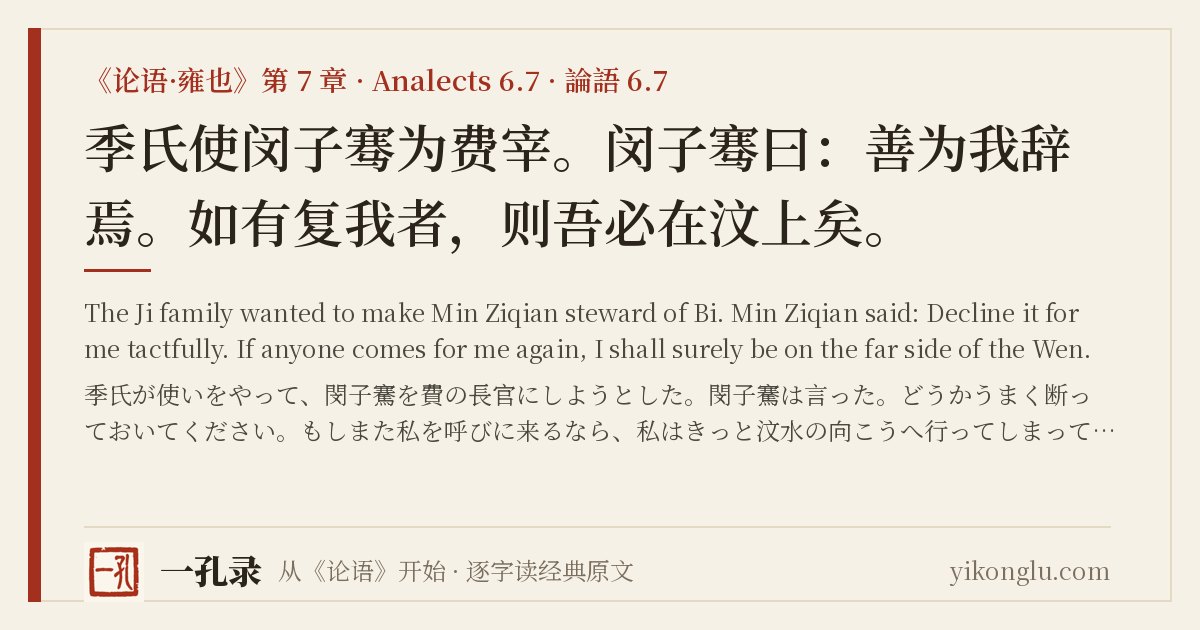 《论语·雍也》第 7 章 · Analects 6.7 · 論語 6.7
季氏使闵子骞为费宰。闵子骞曰：善为我辞
焉。如有复我者，则吾必在汶上矣。
The Ji family wanted to make Min Ziqian steward of Bi. Min Ziqian said: Decline it for
me tactfully. If anyone comes for me again, I shall surely be on the far side of the Wen.
季氏が使いをやって、閔子騫を費の長官にしようとした。閔子騫は言った。どうかうまく断っ
ておいてください。もしまた私を呼びに来るなら、私はきっと汶水の向こうへ行ってしまって…
一孔
一孔录 从《论语》开始 · 逐字读经典原文 yikonglu.com